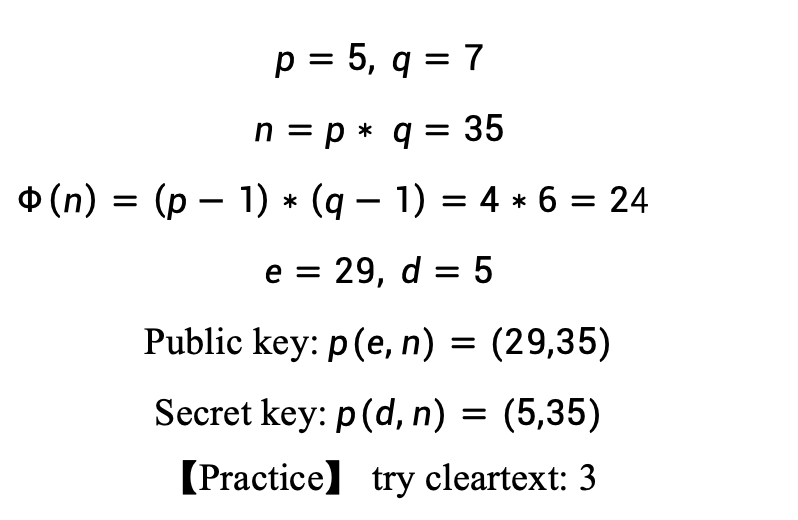 p = 5, q = 7
n = p * q = 35
Φ(n) = (p − 1) * (q − 1) = 4 * 6 = 24
e = 29, d = 5
Public key: p(e, n) = (29,35)
Secret key: p(d, n) = (5,35)
【Practice】 try cleartext: 3